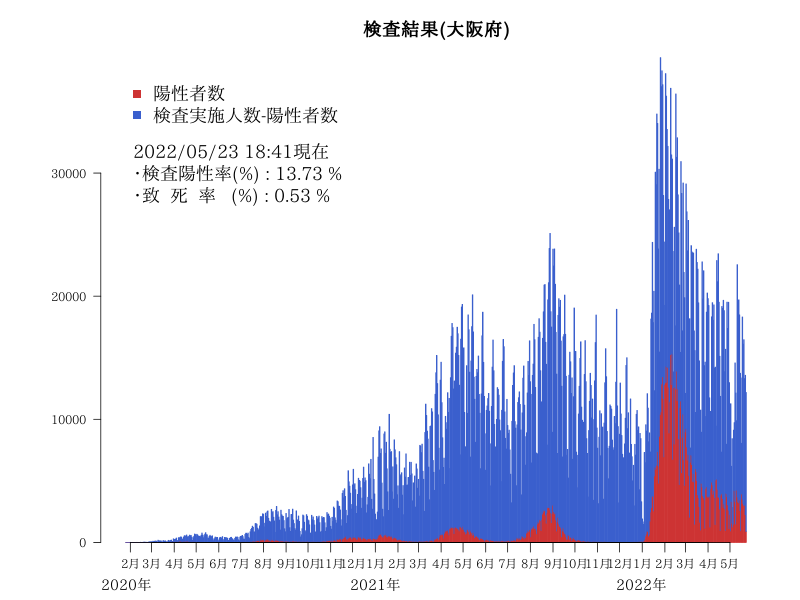 検査結果(大阪府)
陽性者数
検査実施人数-陽性者数
2022/05/23 18:41現在
・検査陽性率(%) : 13.73 %
・致 死 率 (%) : 0.53 %
30000
20000
10000
0
2月 3月 4月 5月 6月 7月 8月 9月 10月 11月 12月 1月 2月 3月 4月 5月 6月 7月 8月 9月 10月 11月 12月 1月 2月 3月 4月 5月
2020年 2021年 2022年